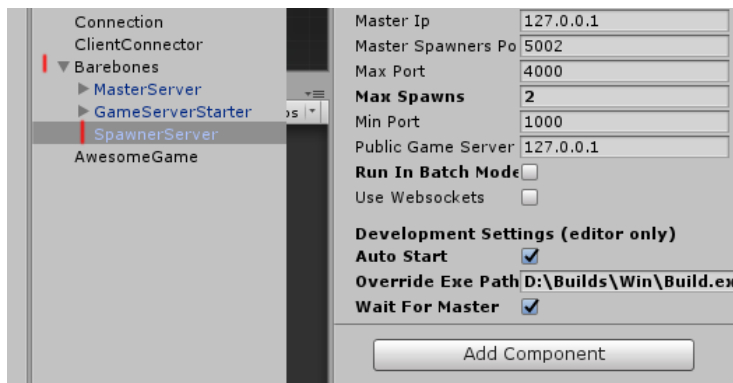 Connection
ClientConnector
Barebones
MasterServer
GameServerStarter
SpawnerServer
AwesomeGame
Master Ip 127.0.0.1
Master Spawners Po 5002
Max Port 4000
Max Spawns 2
Min Port 1000
Public Game Server 127.0.0.1
Run In Batch Mode
Use Websockets
Development Settings (editor only)
Auto Start
Override Exe Path D:\Builds\Win\Build.ex
Wait For Master
Add Component